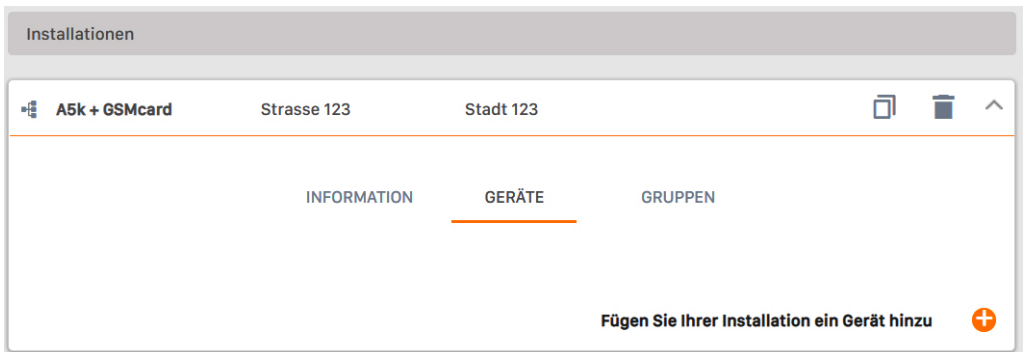 Installationen
A5k + GSMcard Strasse 123 Stadt 123
INFORMATION GERÄTE GRUPPEN
Fügen Sie Ihrer Installation ein Gerät hinzu